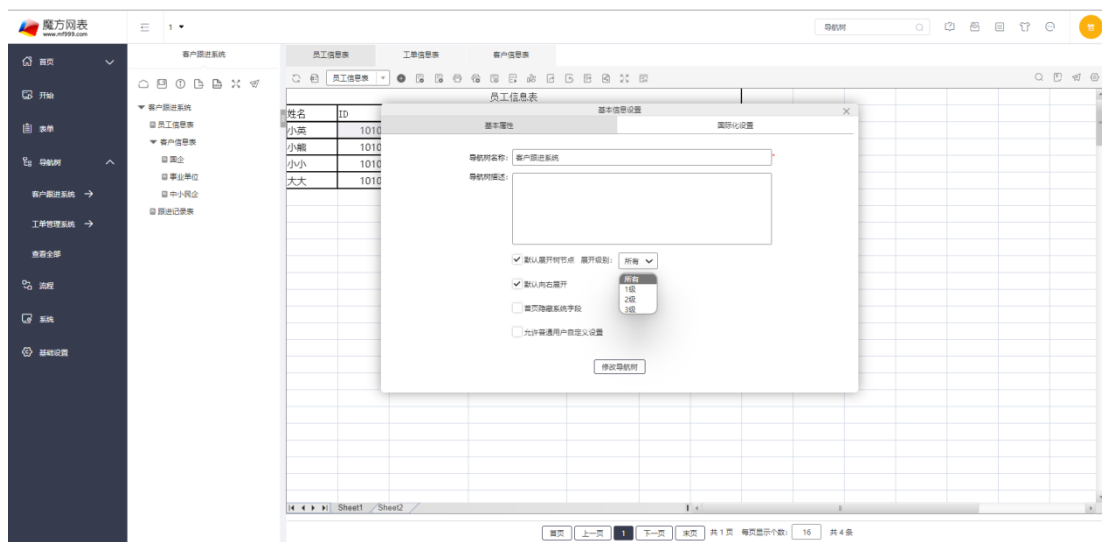 魔方网表
www.mf999.com
1
导航树
管
首页
开始
表单
导航树
客户跟进系统
工单管理系统
查看全部
流程
系统
基础设置
客户跟进系统
客户跟进系统
员工信息表
客户信息表
国企
事业单位
中小民企
跟进记录表
员工信息表 工单信息表 客户信息表
员工信息表
员工信息表
姓名 ID
小英 1010
小熊 1010
小小 1010
大大 1010
基本信息设置
基本属性 国际化设置
导航树名称: 客户跟进系统 *
导航树描述:
默认展开树节点 展开级别: 所有
所有
1级
2级
3级
默认向右展开
首页隐藏系统字段
允许普通用户自定义设置
修改导航树
Sheet1 Sheet2
首页 上一页 1 下一页 末页 共1页 每页显示个数: 16 共4条